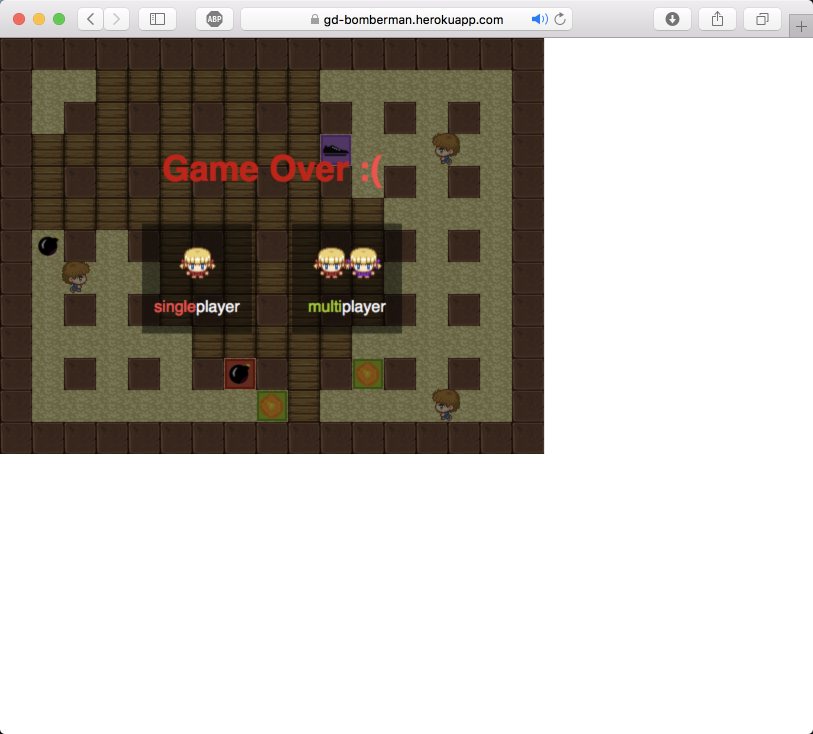 ABP
gd-bomberman.herokuapp.com
Game Over :(
singleplayer
multiplayer